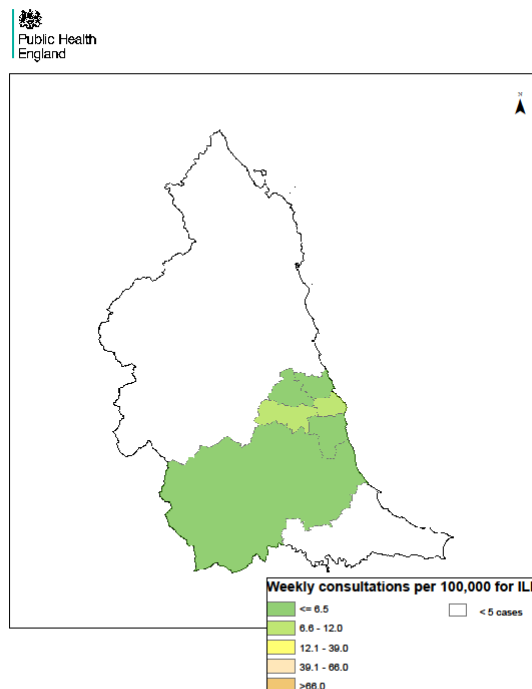 Public Health
England
N
Weekly consultations per 100,000 for ILI
<= 6.5
< 5 cases
6.6 - 12.0
12.1 - 39.0
39.1 - 66.0
>66.0